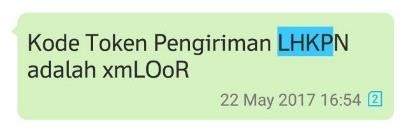 Kode Token Pengiriman LHKPN
adalah xmLOoR
22 May 2017 16:54 2